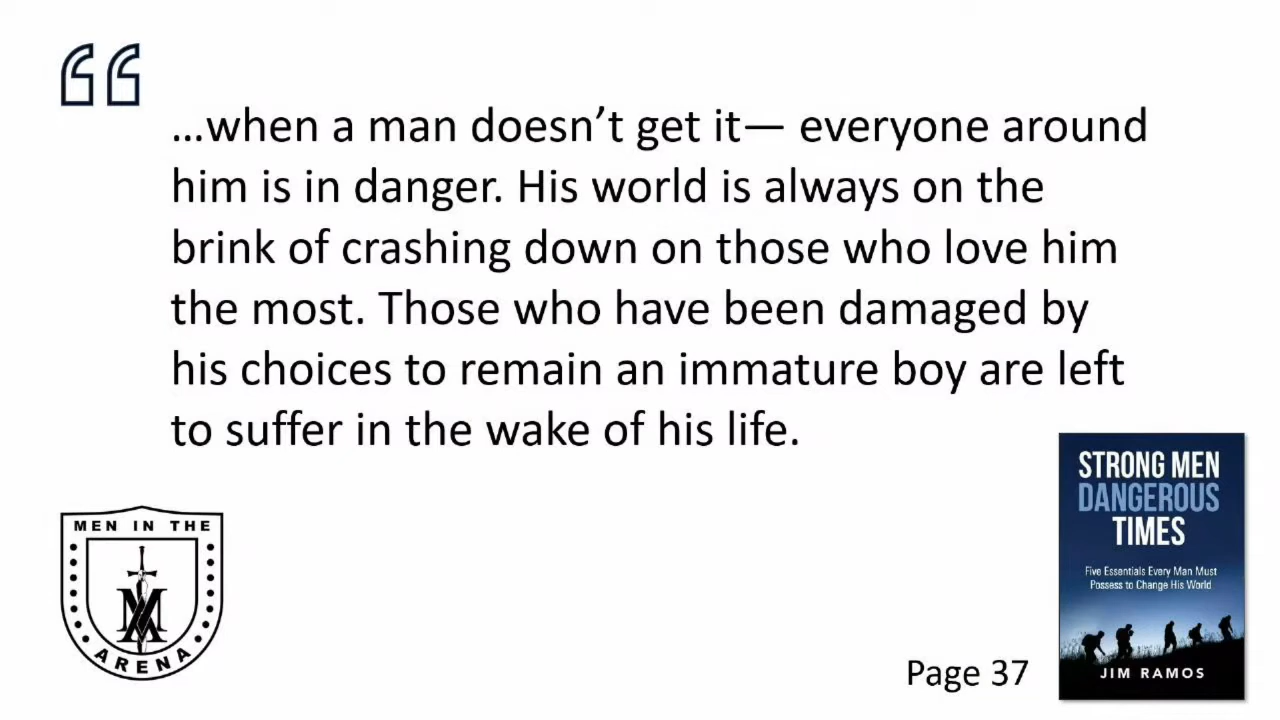 “
…when a man doesn’t get it— everyone around
him is in danger. His world is always on the
brink of crashing down on those who love him
the most. Those who have been damaged by
his choices to remain an immature boy are left
to suffer in the wake of his life.
STRONG MEN
DANGEROUS
TIMES
Five Essentials Every Man Must
Possess to Change His World
JIM RAMOS
MEN IN THE
M
ARENA
Page 37